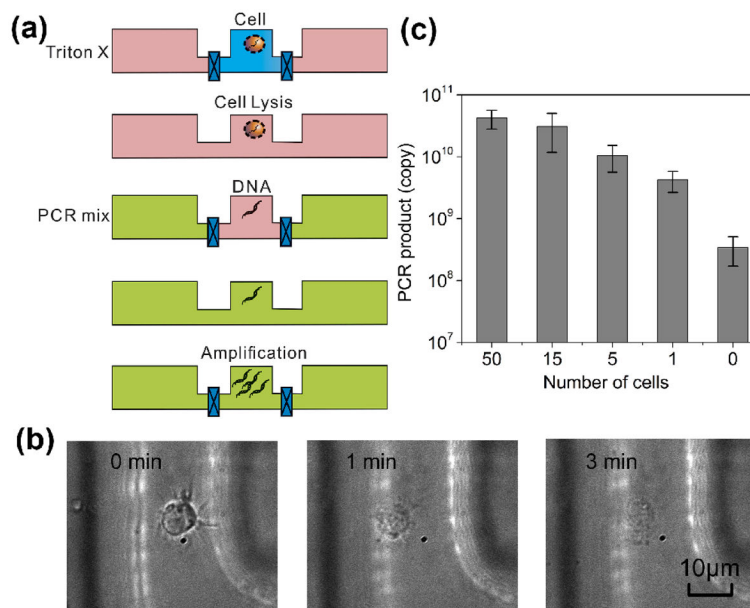 (a)
Cell
Triton X
Cell Lysis
DNA
PCR mix
Amplification
(c)
PCR product (copy)
10¹¹
10¹⁰
10⁹
10⁸
10⁷
50 15 5 1 0
Number of cells
(b)
0 min 1 min 3 min
10µm